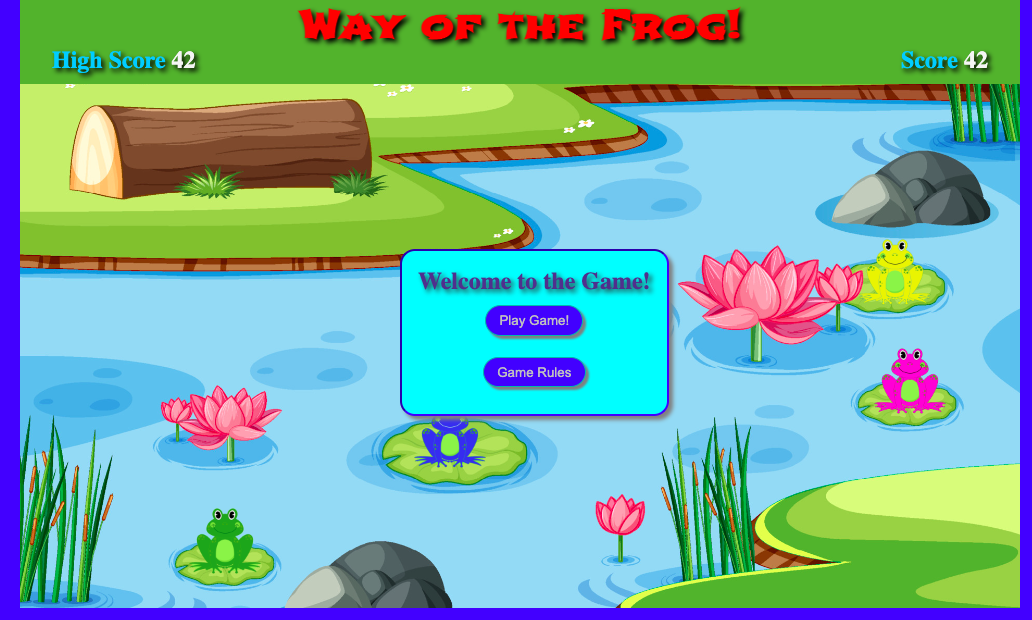 Way of the Frog!
High Score 42
Score 42
Welcome to the Game!
Play Game!
Game Rules